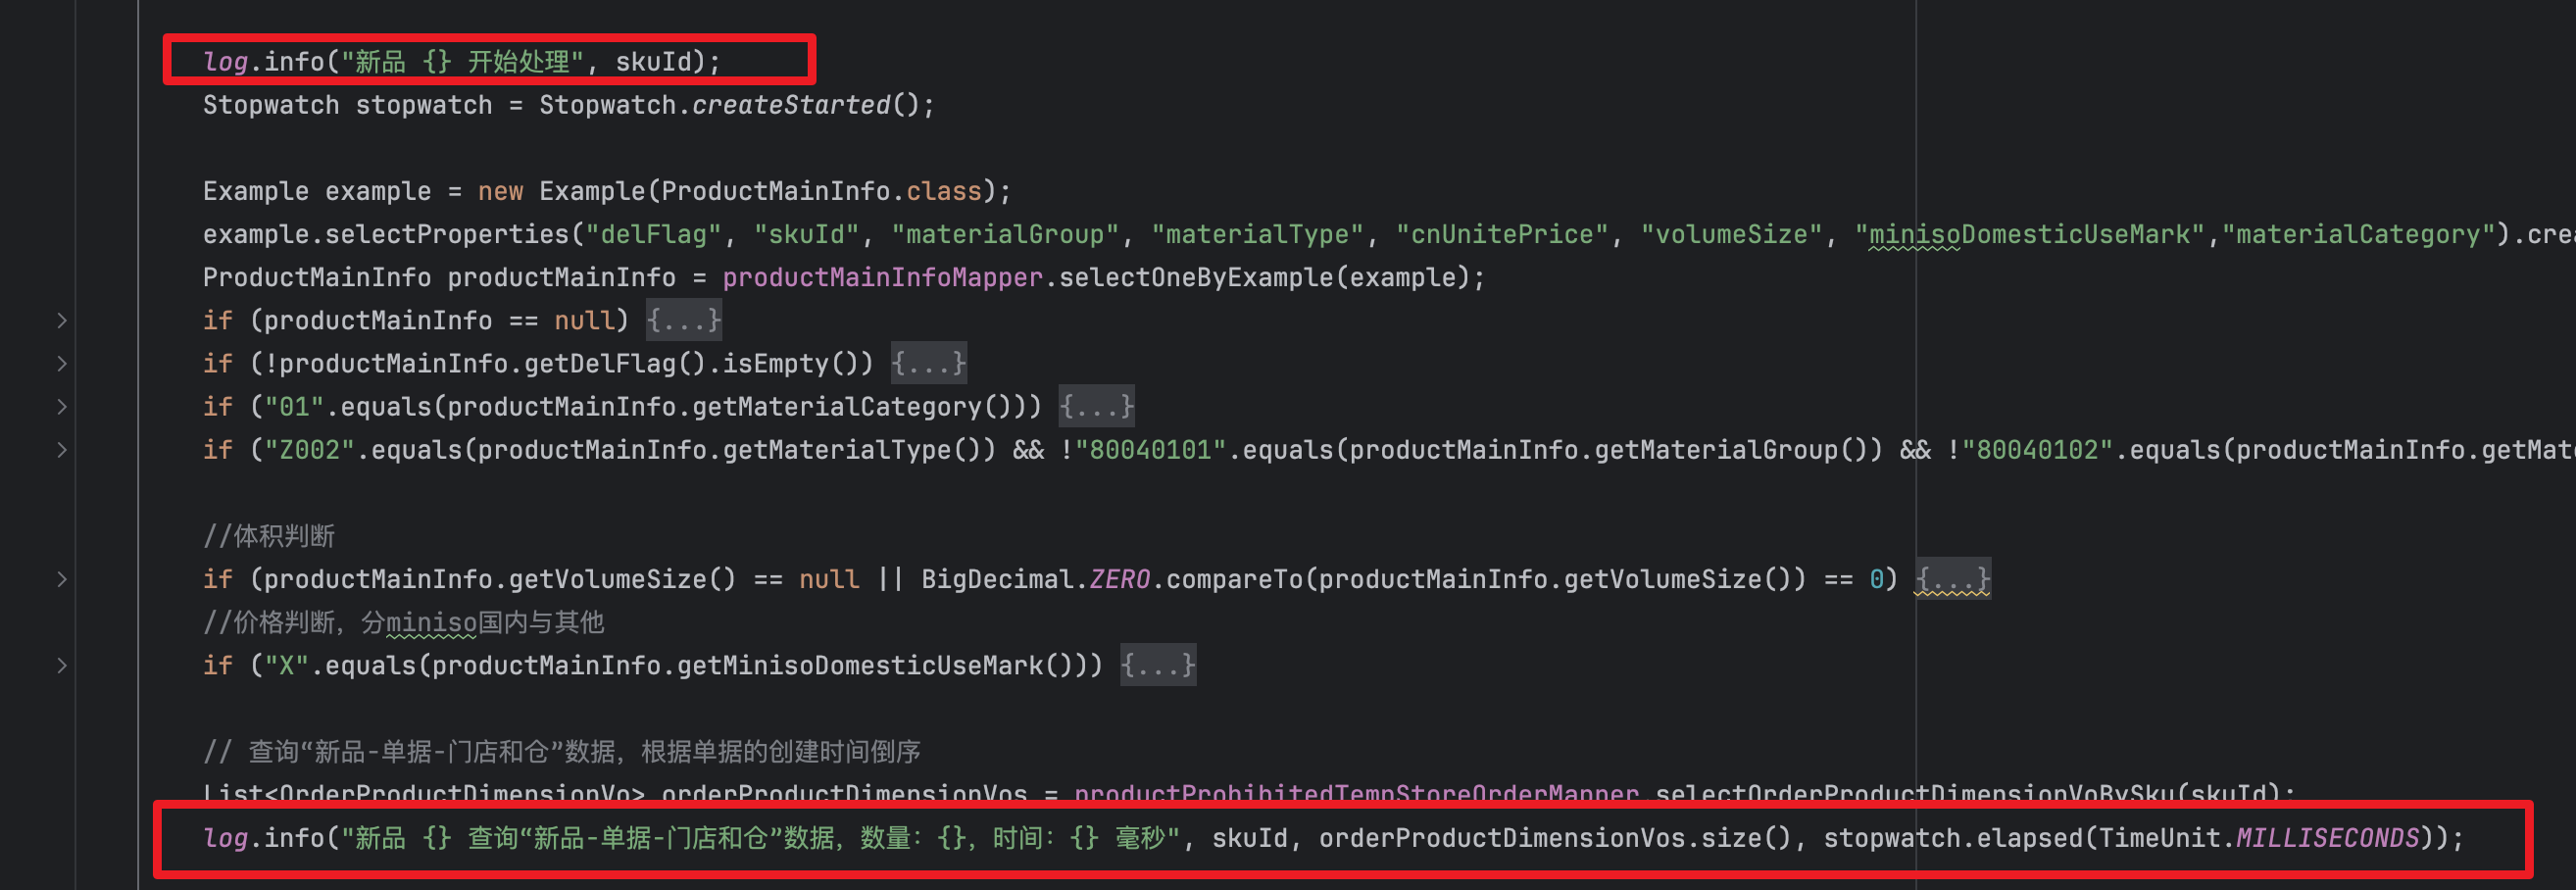 log.info("新品 {} 开始处理", skuId);
Stopwatch stopwatch = Stopwatch.createStarted();
Example example = new Example(ProductMainInfo.class);
example.selectProperties("delFlag", "skuId", "materialGroup", "materialType", "cnUnitePrice", "volumeSize", "minisoDomesticUseMark","materialCategory").cre
ProductMainInfo productMainInfo = productMainInfoMapper.selectOneByExample(example);
if (productMainInfo == null) {...}
if (!productMainInfo.getDelFlag().isEmpty()) {...}
if ("01".equals(productMainInfo.getMaterialCategory())) {...}
if ("Z002".equals(productMainInfo.getMaterialType()) && !"80040101".equals(productMainInfo.getMaterialGroup()) && !"80040102".equals(productMainInfo.getMat
//体积判断
if (productMainInfo.getVolumeSize() == null || BigDecimal.ZERO.compareTo(productMainInfo.getVolumeSize()) == 0) {...}
//价格判断，分miniso国内与其他
if ("X".equals(productMainInfo.getMinisoDomesticUseMark())) {...}
// 查询“新品-单据-门店和仓”数据，根据单据的创建时间倒序
List<OrderProductDimensionVo> orderProductDimensionVos = productProhibitedTempStoreOrderMapper.selectOrderProductDimensionVoBySku(skuId);
log.info("新品 {} 查询“新品-单据-门店和仓”数据，数量：{}，时间：{} 毫秒", skuId, orderProductDimensionVos.size(), stopwatch.elapsed(TimeUnit.MILLISECONDS));